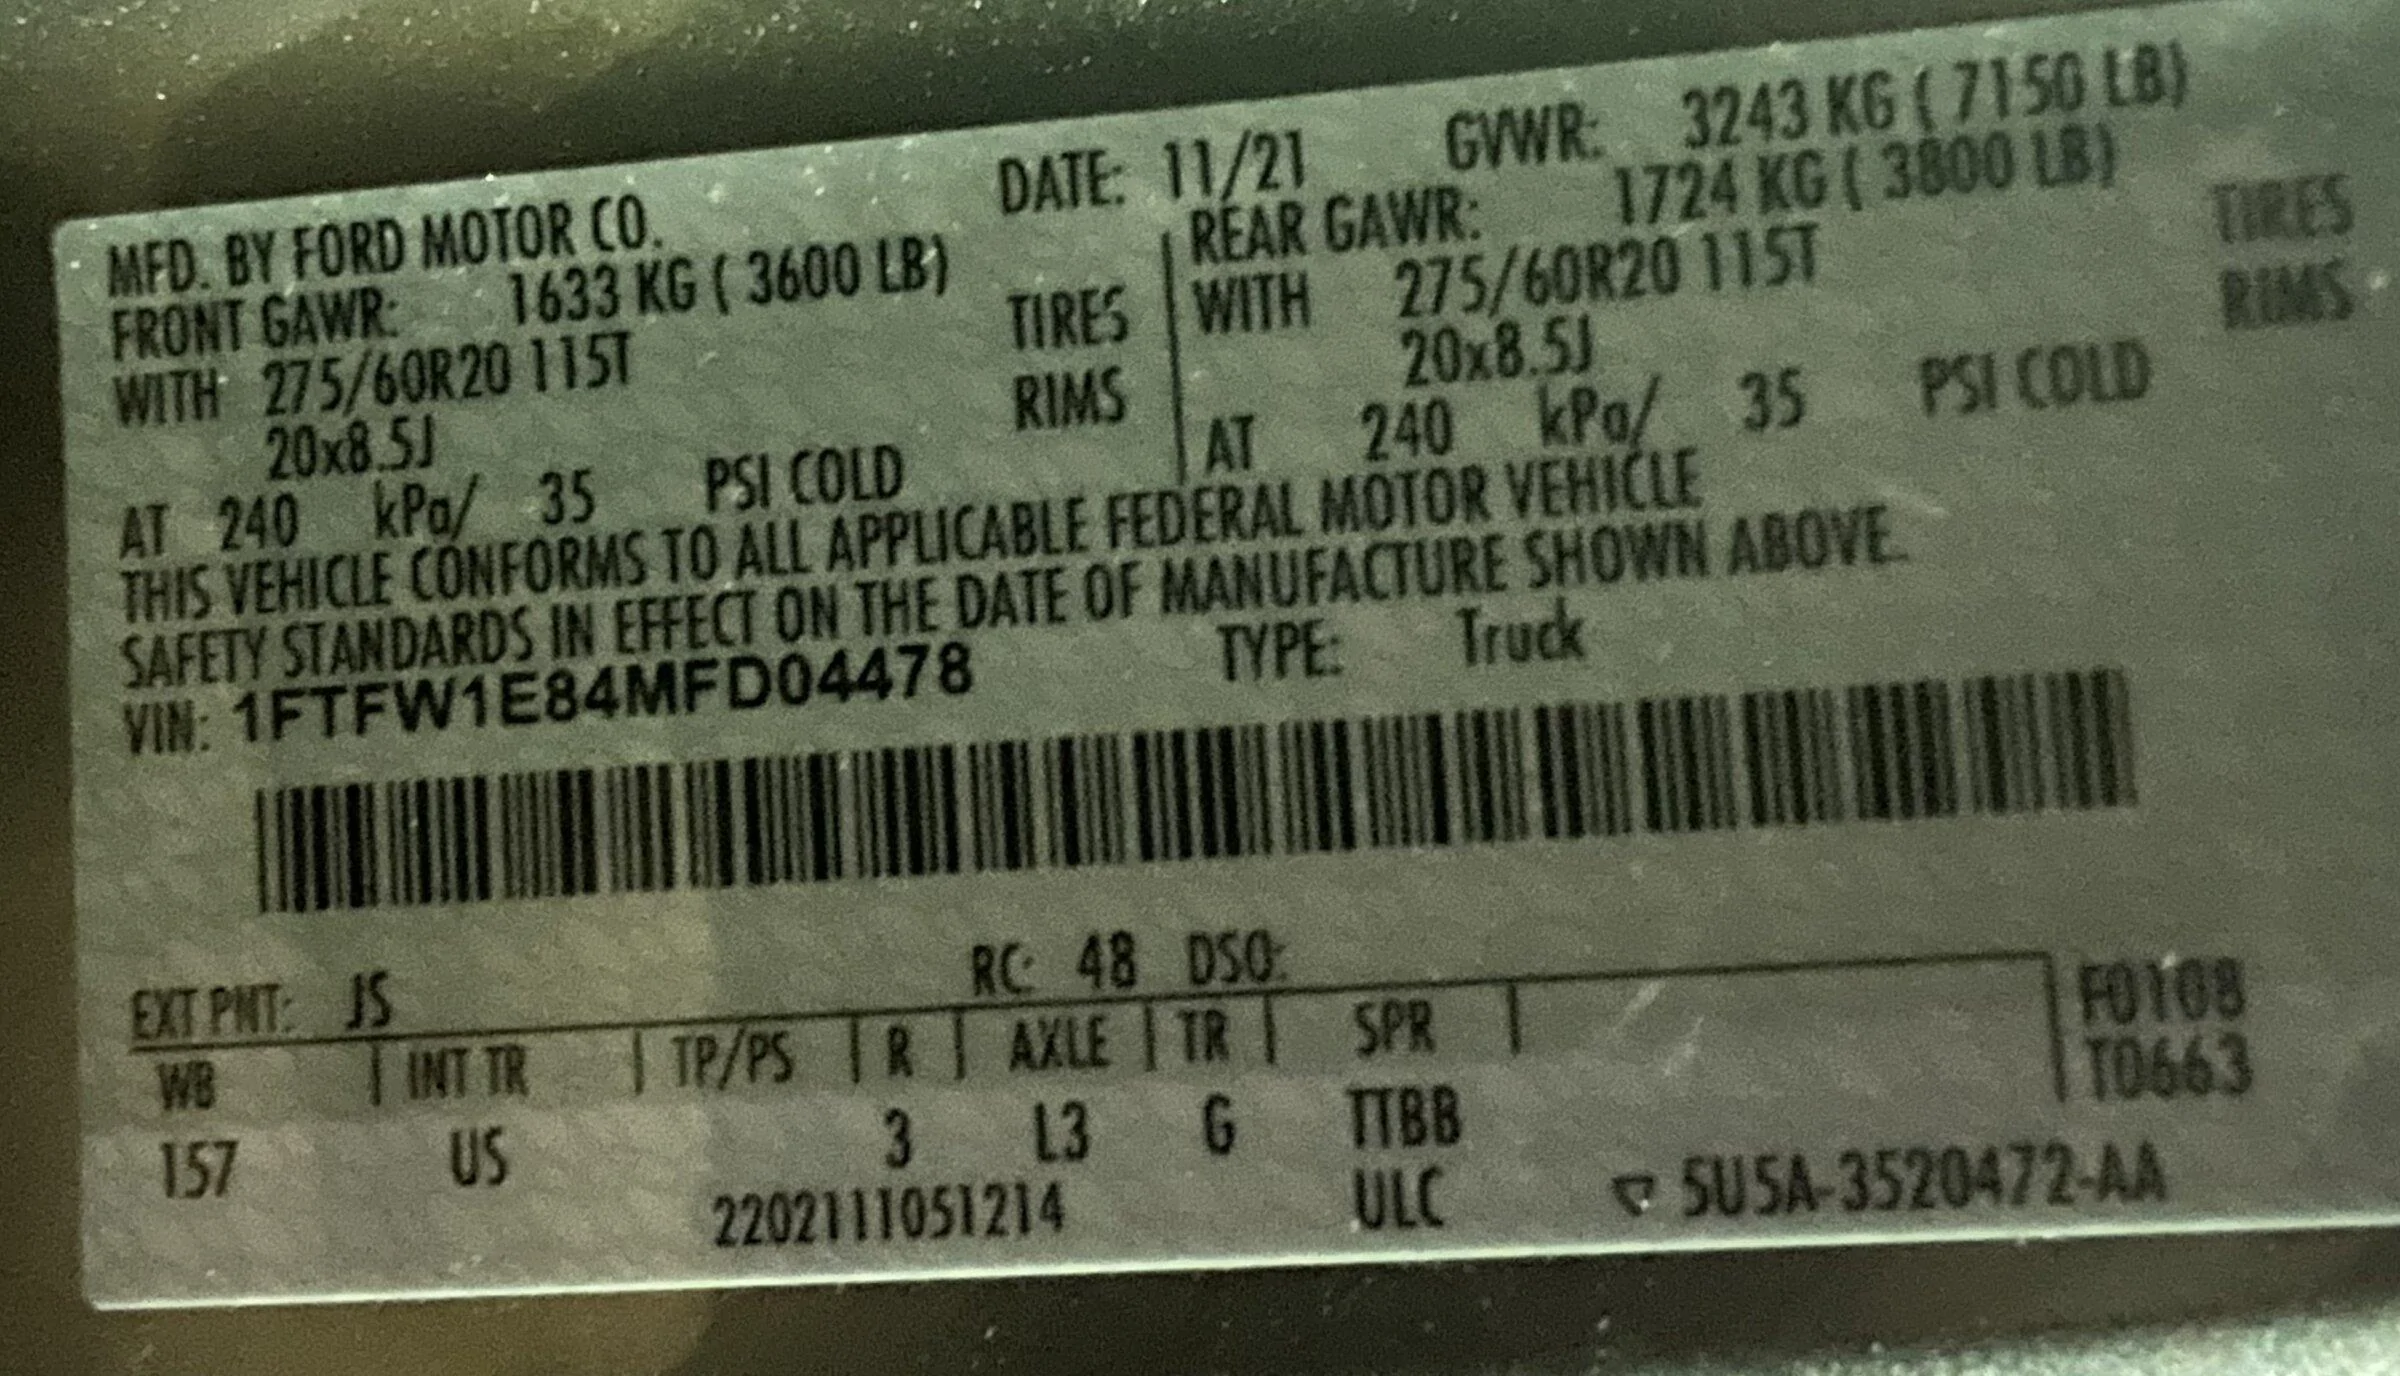 MFD. BY FORD MOTOR CO. DATE: 11/21 GVWR: 3243 KG ( 7150 LB)
FRONT GAWR: 1633 KG ( 3600 LB) REAR GAWR: 1724 KG ( 3800 LB)
WITH 275/60R20 115T TIRES WITH 275/60R20 115T TIRES
20x8.5J RIMS 20x8.5J RIMS
AT 240 kPa/ 35 PSI COLD AT 240 kPa/ 35 PSI COLD
THIS VEHICLE CONFORMS TO ALL APPLICABLE FEDERAL MOTOR VEHICLE
SAFETY STANDARDS IN EFFECT ON THE DATE OF MANUFACTURE SHOWN ABOVE.
VIN: 1FTFW1E84MFD04478 TYPE: Truck
EXT PNT: JS RC: 48 DSO:
WB INT TR TP/PS R AXLE TR SPR F0108
T0663
157 US 3 L3 G TTBB
2202111051214 ULC 5U5A-3520472-AA